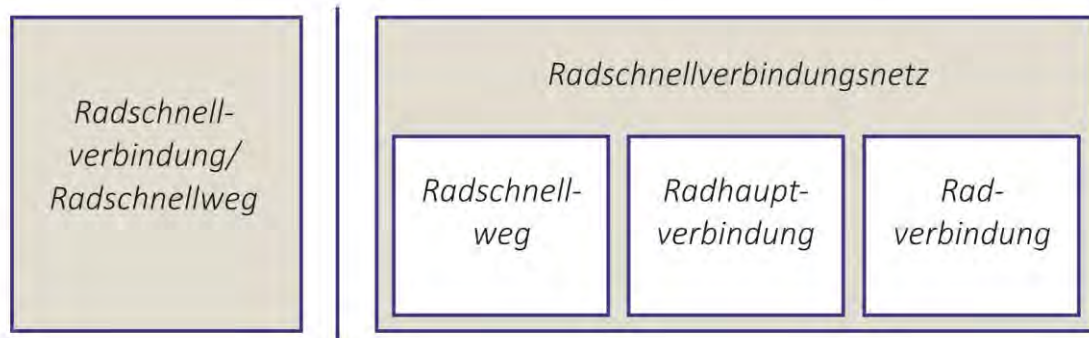 Radschnell-
verbindung/
Radschnellweg
Radschnellverbindungsnetz
Radschnell-
weg
Radhaupt-
verbindung
Rad-
verbindung